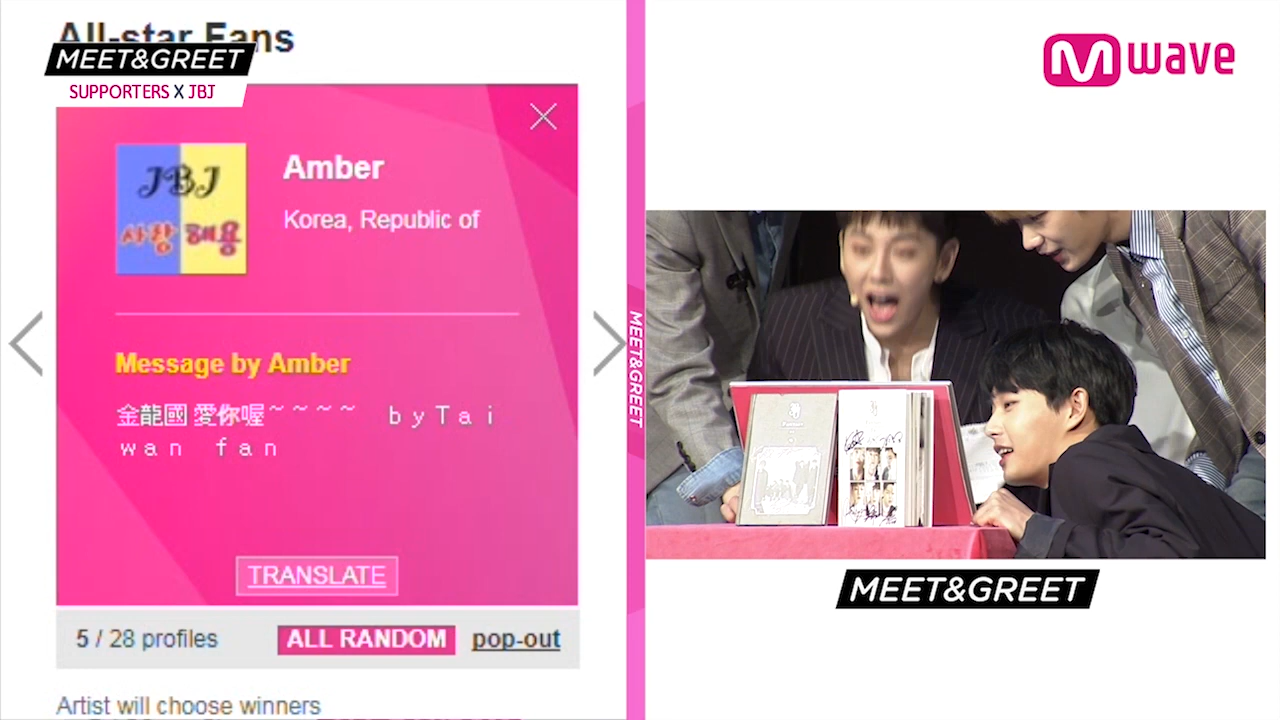 All-star Fans
MEET&GREET
SUPPORTERS X JBJ
JBJ
사랑 해용
Amber
Korea, Republic of
Message by Amber
金龍國 愛你喔~~~~ ｂｙＴａｉ
ｗａｎ ｆａｎ
TRANSLATE
5 / 28 profiles
ALL RANDOM
pop-out
Artist will choose winners
MEET&GREET
M wave
MEET&GREET